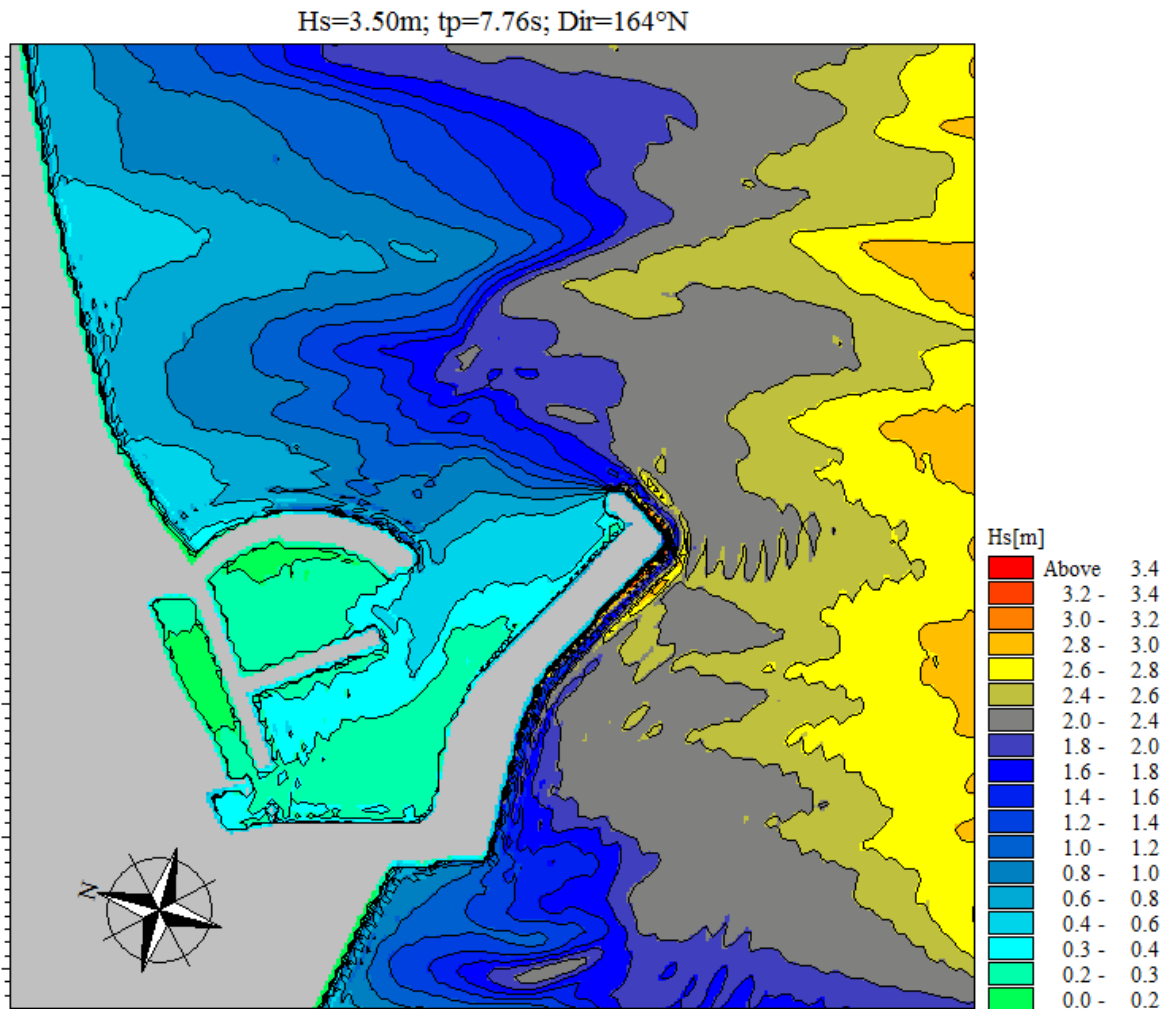 Hs=3.50m; tp=7.76s; Dir=164°N
N
Hs[m]
Above 3.4
3.2 - 3.4
3.0 - 3.2
2.8 - 3.0
2.6 - 2.8
2.4 - 2.6
2.0 - 2.4
1.8 - 2.0
1.6 - 1.8
1.4 - 1.6
1.2 - 1.4
1.0 - 1.2
0.8 - 1.0
0.6 - 0.8
0.4 - 0.6
0.3 - 0.4
0.2 - 0.3
0.0 - 0.2